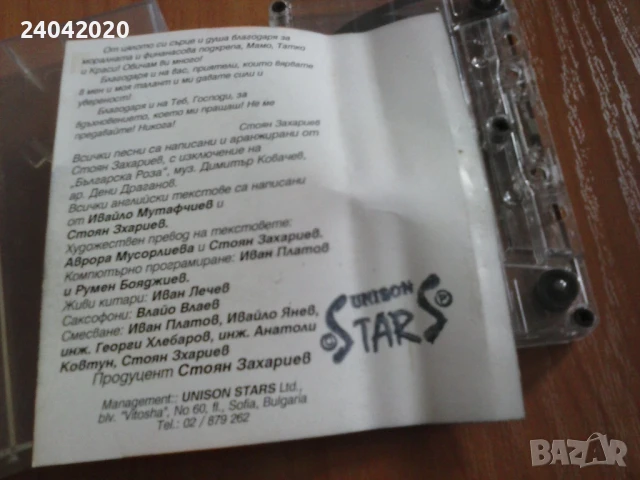 24042020
От цялото си сърце и душа благодаря за
моралната и финансова подкрепа, Мамо, Татко
и Краси! Обичам ви много!
Благодаря и на вас, приятели, които вярвате
в мен и моя талант и ми давате сили и
увереност!
Благодаря и на Теб, Господи, за
вдъхновението, което ми пращаш! Не ме
предавайте! Никога!
Стоян Захариев
Всички песни са написани и аранжирани от
Стоян Захариев, с изключение на
„Българска Роза", муз. Димитър Ковачев,
ар. Дени Драганов.
Всички английски текстове са написани
от Ивайло Мутафчиев и
Стоян Зхариев.
Художествен превод на текстовете:
Аврора Мусорлиева и Стоян Захариев.
Компютърно програмиране: Иван Платов
и Румен Бояджиев.
Живи китари: Иван Лечев
Саксофони: Влайо Влаев
Смесване: Иван Платов, Ивайло Янев,
инж. Георги Хлебаров, инж. Анатоли
Ковтун, Стоян Зхариев
Продуцент Стоян Захариев
Management:: UNISON STARS Ltd.,
blv. "Vitosha", No 60, fl., Sofia, Bulgaria
Tel.: 02 / 879 262
UNISON
© STARS ℗
BAZAR